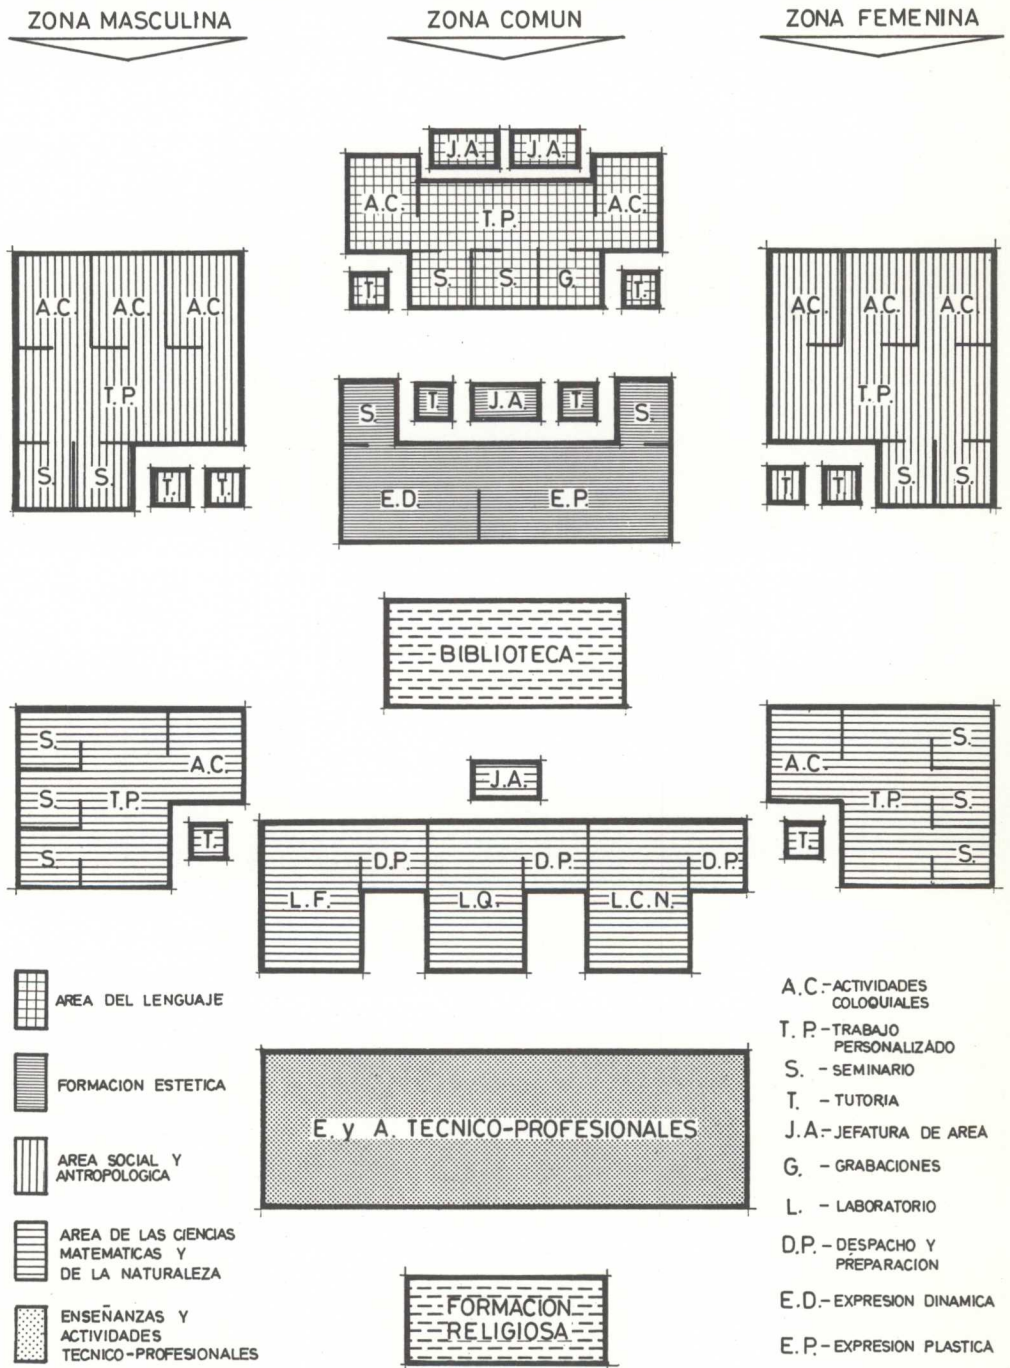 ZONA MASCULINA
ZONA COMUN
ZONA FEMENINA
J.A.
J.A.
A.C.
T.P.
A.C.
T.
S.
S.
G.
T.
A.C.
A.C.
A.C.
T.P.
S.
S.
T.
T.
S.
T.
J.A.
T.
S.
E.D.
E.P.
A.C.
A.C.
A.C.
T.P.
T.
T.
S.
S.
BIBLIOTECA
S.
A.C.
S.
T.P.
S.
T.
J.A.
D.P.
D.P.
D.P.
L.F.
L.Q.
L.C.N.
S.
A.C.
T.P.
S.
T.
S.
E. y A. TECNICO-PROFESIONALES
FORMACION
RELIGIOSA
AREA DEL LENGUAJE
FORMACION ESTETICA
AREA SOCIAL Y
ANTROPOLOGICA
AREA DE LAS CIENCIAS
MATEMATICAS Y
DE LA NATURALEZA
ENSEÑANZAS Y
ACTIVIDADES
TECNICO-PROFESIONALES
A.C.-ACTIVIDADES
COLOQUIALES
T.P.-TRABAJO
PERSONALIZADO
S. - SEMINARIO
T. - TUTORIA
J.A.-JEFATURA DE AREA
G. - GRABACIONES
L. - LABORATORIO
D.P.-DESPACHO Y
PREPARACION
E.D.-EXPRESION DINAMICA
E.P.-EXPRESION PLASTICA